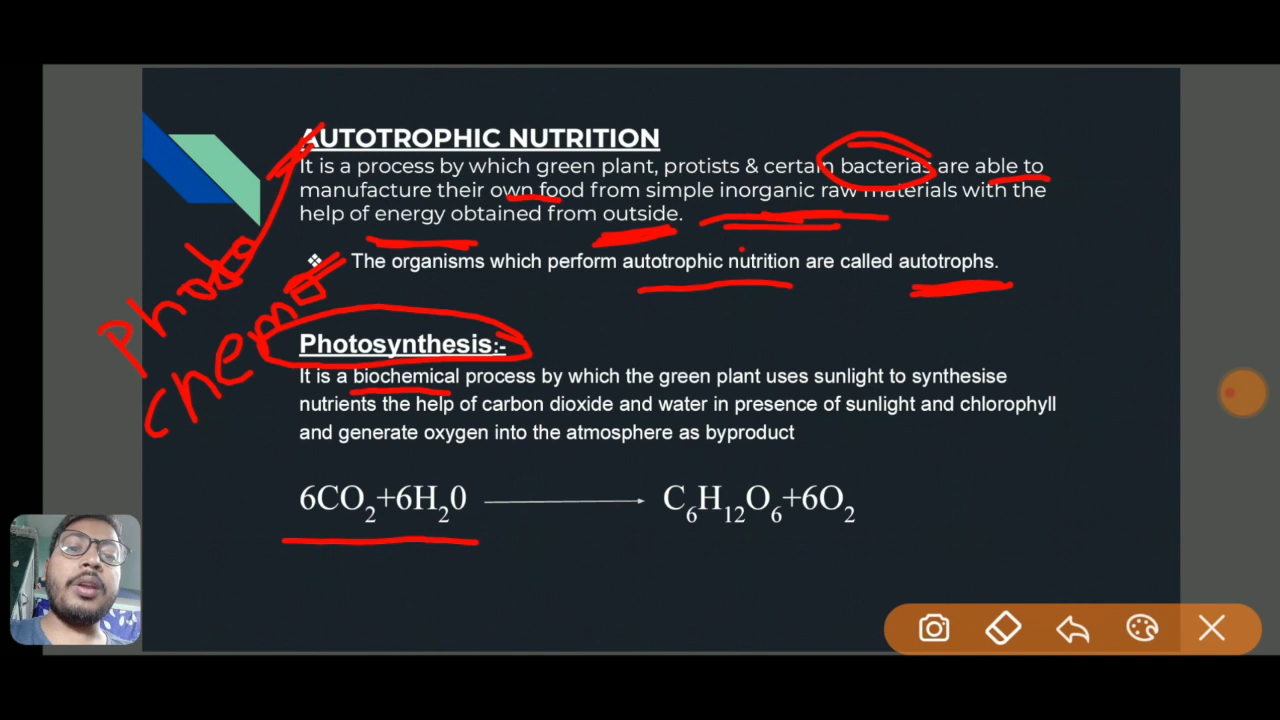 AUTOTROPHIC NUTRITION
It is a process by which green plant, protists & certain bacterias are able to
manufacture their own food from simple inorganic raw materials with the
help of energy obtained from outside.
❖ The organisms which perform autotrophic nutrition are called autotrophs.
Photo
Chemo
Photosynthesis:-
It is a biochemical process by which the green plant uses sunlight to synthesise
nutrients the help of carbon dioxide and water in presence of sunlight and chlorophyll
and generate oxygen into the atmosphere as byproduct
6CO₂+6H₂0 ⟶ C₆H₁₂O₆+6O₂